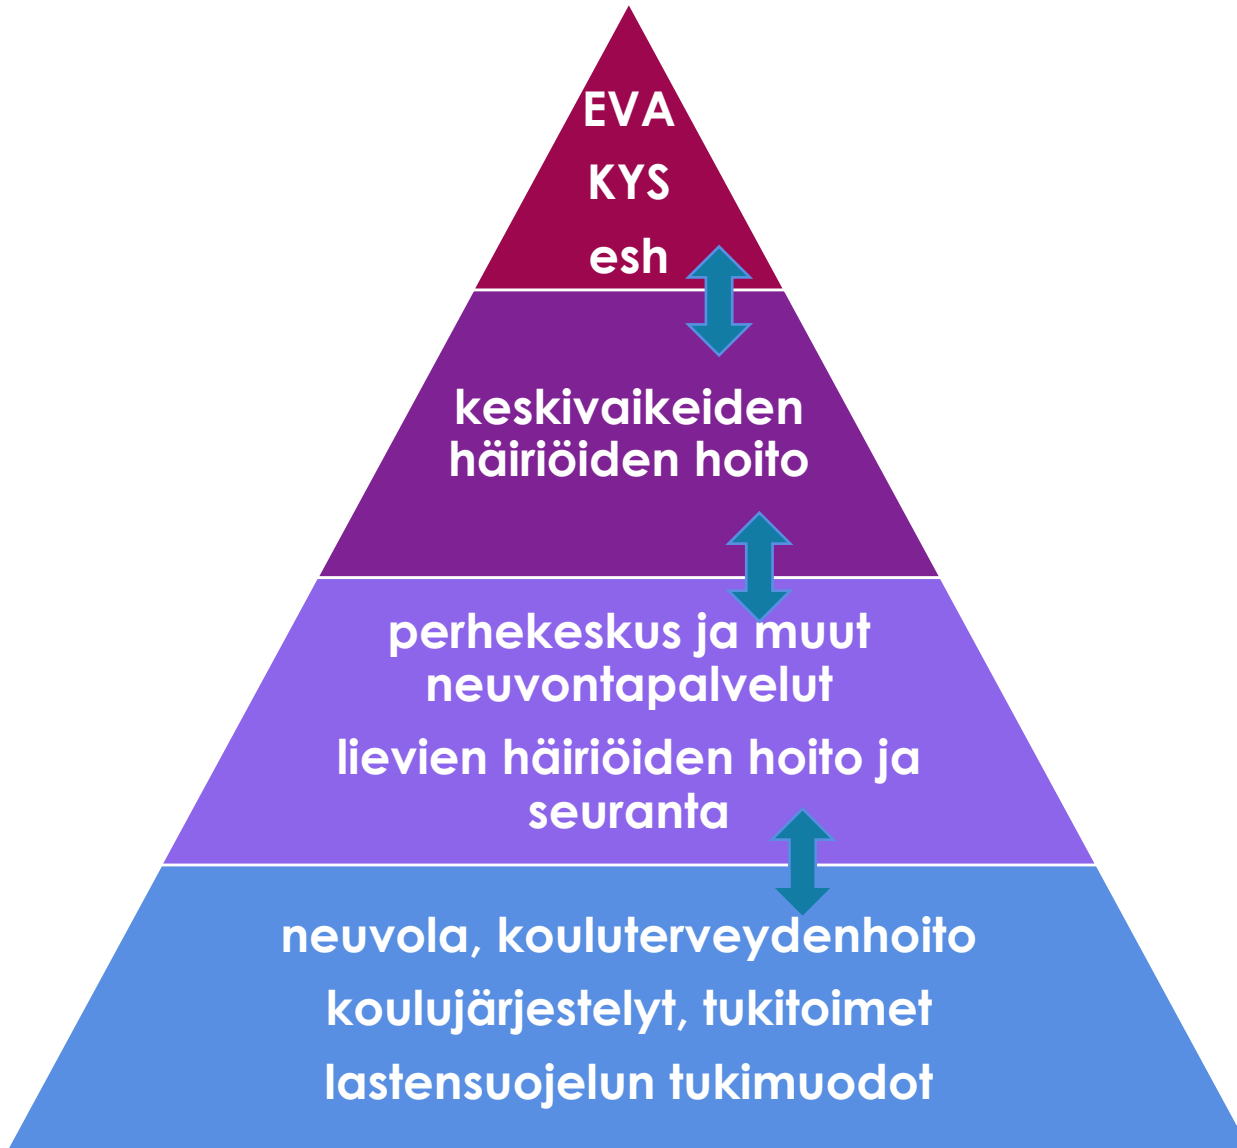 EVA
KYS
esh
keskivaikeiden
häiriöiden hoito
perhekeskus ja muut
neuvontapalvelut
lievien häiriöiden hoito ja
seuranta
neuvola, kouluterveydenhoito
koulujärjestelyt, tukitoimet
lastensuojelun tukimuodot